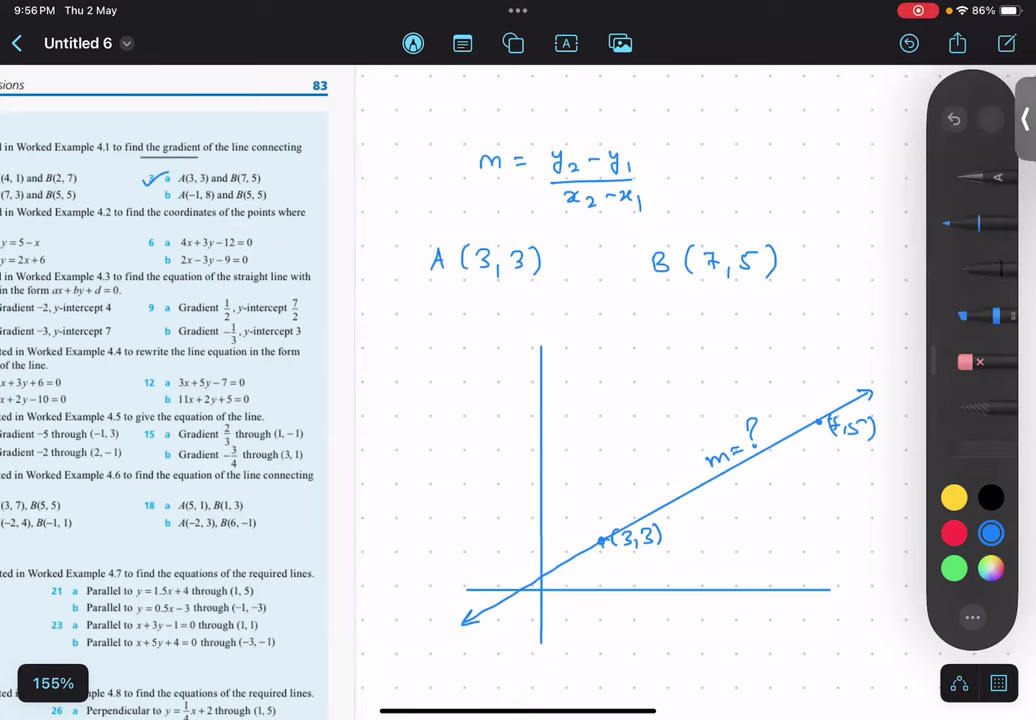 9:56 PM Thu 2 May
86%
Untitled 6
A
sions
83
d in Worked Example 4.1 to find the gradient of the line connecting
(4, 1) and B(2, 7)
3 a A(3, 3) and B(7, 5)
(7, 3) and B(5, 5)
b A(−1, 8) and B(5, 5)
d in Worked Example 4.2 to find the coordinates of the points where
y = 5 − x
6 a 4x + 3y − 12 = 0
y = 2x + 6
b 2x − 3y − 9 = 0
d in Worked Example 4.3 to find the equation of the straight line with
in the form ax + by + d = 0.
Gradient −2, y-intercept 4
9 a Gradient 1/2, y-intercept 7/2
Gradient −3, y-intercept 7
b Gradient −1/3, y-intercept 3
ted in Worked Example 4.4 to rewrite the line equation in the form
of the line.
x + 3y + 6 = 0
12 a 3x + 5y − 7 = 0
x + 2y − 10 = 0
b 11x + 2y + 5 = 0
ted in Worked Example 4.5 to give the equation of the line.
Gradient −5 through (−1, 3)
15 a Gradient 2/3 through (1, −1)
Gradient −2 through (2, −1)
b Gradient −3/4 through (3, 1)
ted in Worked Example 4.6 to find the equation of the line connecting
(3, 7), B(5, 5)
18 a A(5, 1), B(1, 3)
(−2, 4), B(−1, 1)
b A(−2, 3), B(6, −1)
ted in Worked Example 4.7 to find the equations of the required lines.
21 a Parallel to y = 1.5x + 4 through (1, 5)
b Parallel to y = 0.5x − 3 through (−1, −3)
23 a Parallel to x + 3y − 1 = 0 through (1, 1)
b Parallel to x + 5y + 4 = 0 through (−3, −1)
155%
ple 4.8 to find the equations of the required lines.
26 a Perpendicular to y = 1/4x + 2 through (1, 5)
m = y₂ − y₁ / x₂ − x₁
A (3, 3) B (7, 5)
m = ?
(7,5)
(3,3)
A